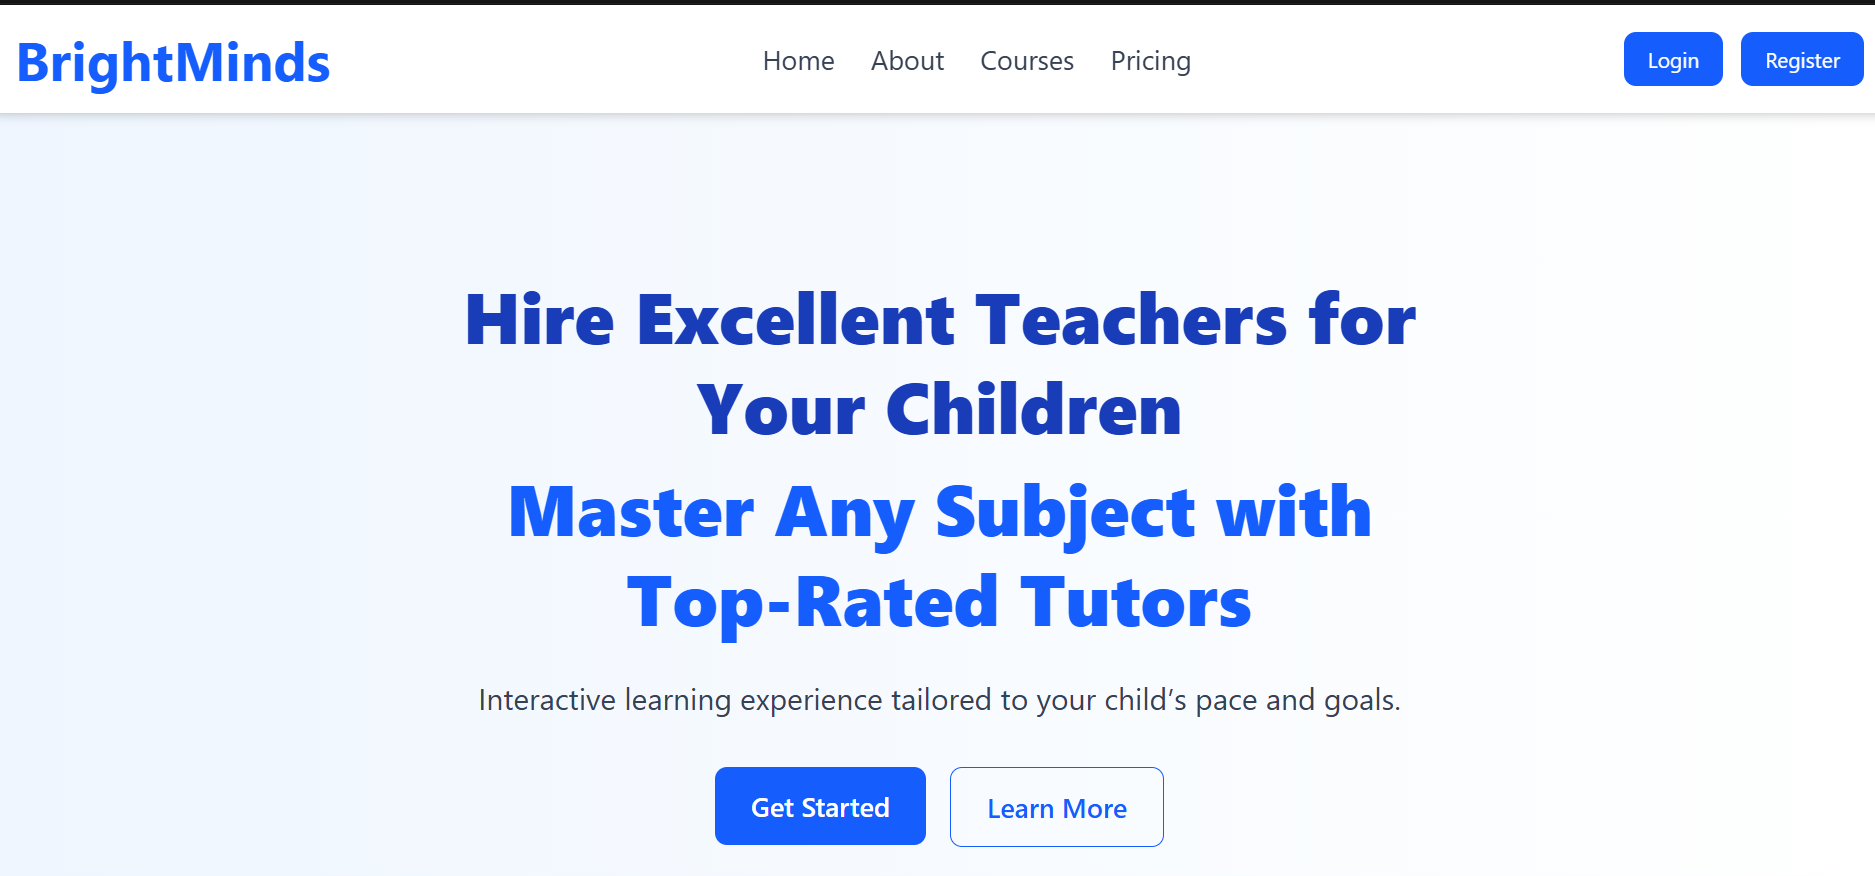 BrightMinds
Home About Courses Pricing
Login Register
Hire Excellent Teachers for
Your Children
Master Any Subject with
Top-Rated Tutors
Interactive learning experience tailored to your child’s pace and goals.
Get Started Learn More